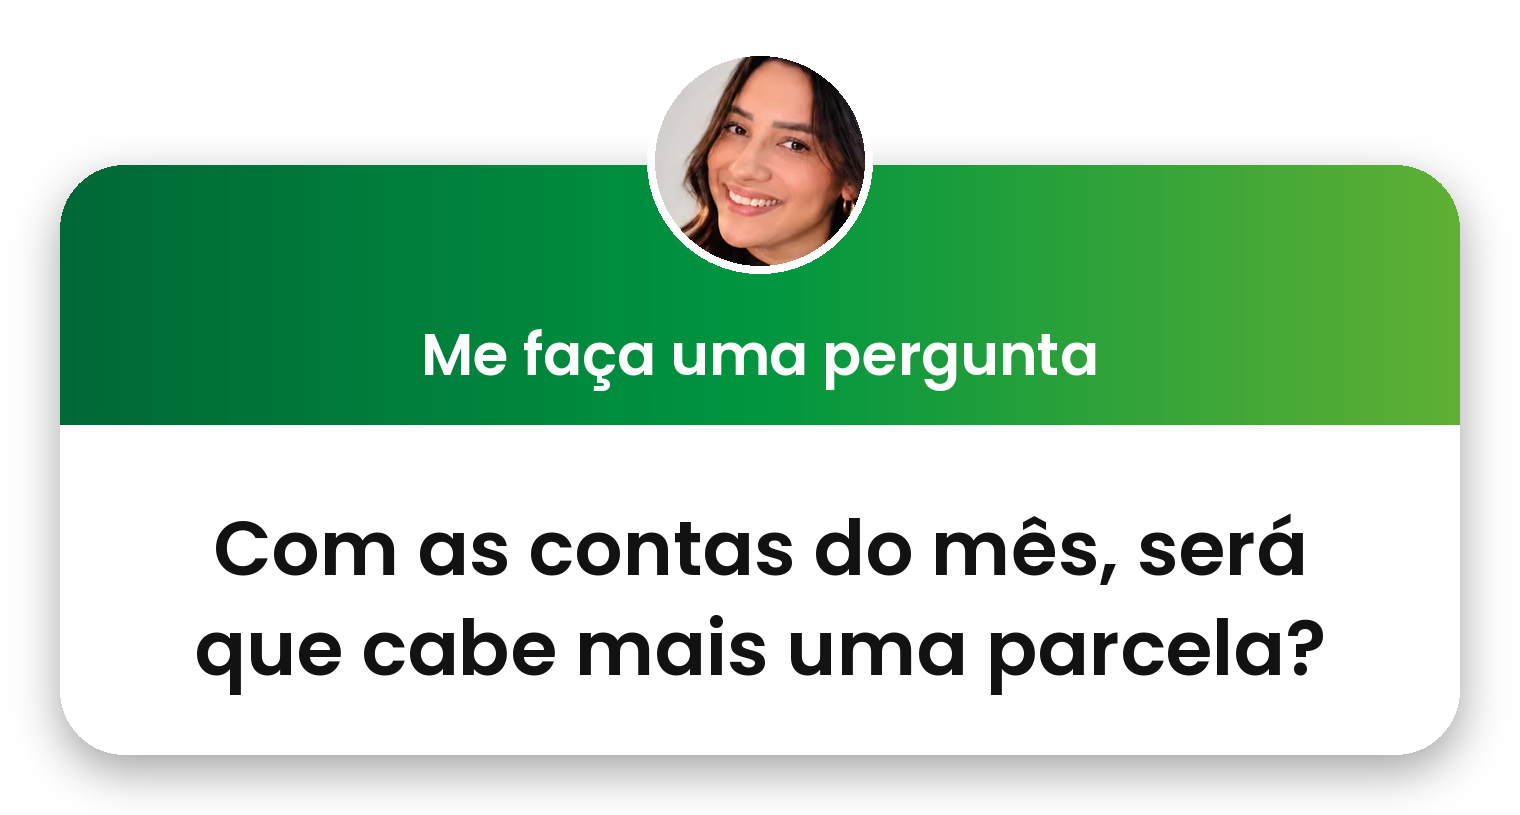 Me faça uma pergunta
Com as contas do mês, será
que cabe mais uma parcela?